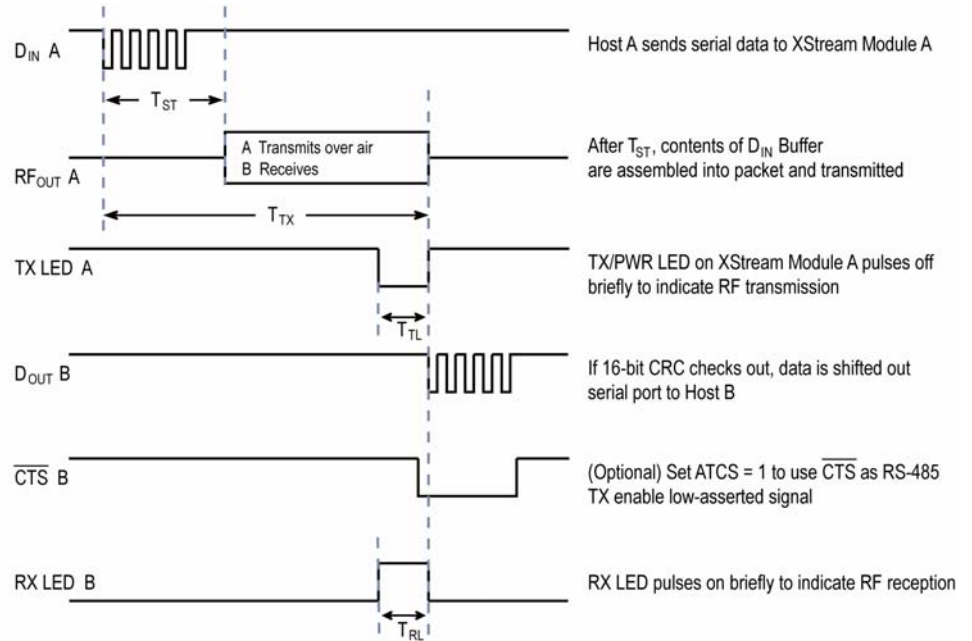 D_IN A
Host A sends serial data to XStream Module A
T_ST
A Transmits over air
B Receives
RF_OUT A
After T_ST, contents of D_IN Buffer
are assembled into packet and transmitted
T_TX
TX LED A
TX/PWR LED on XStream Module A pulses off
briefly to indicate RF transmission
T_TL
D_OUT B
If 16-bit CRC checks out, data is shifted out
serial port to Host B
C̅T̅S̅ B
(Optional) Set ATCS = 1 to use C̅T̅S̅ as RS-485
TX enable low-asserted signal
RX LED B
RX LED pulses on briefly to indicate RF reception
T_RL